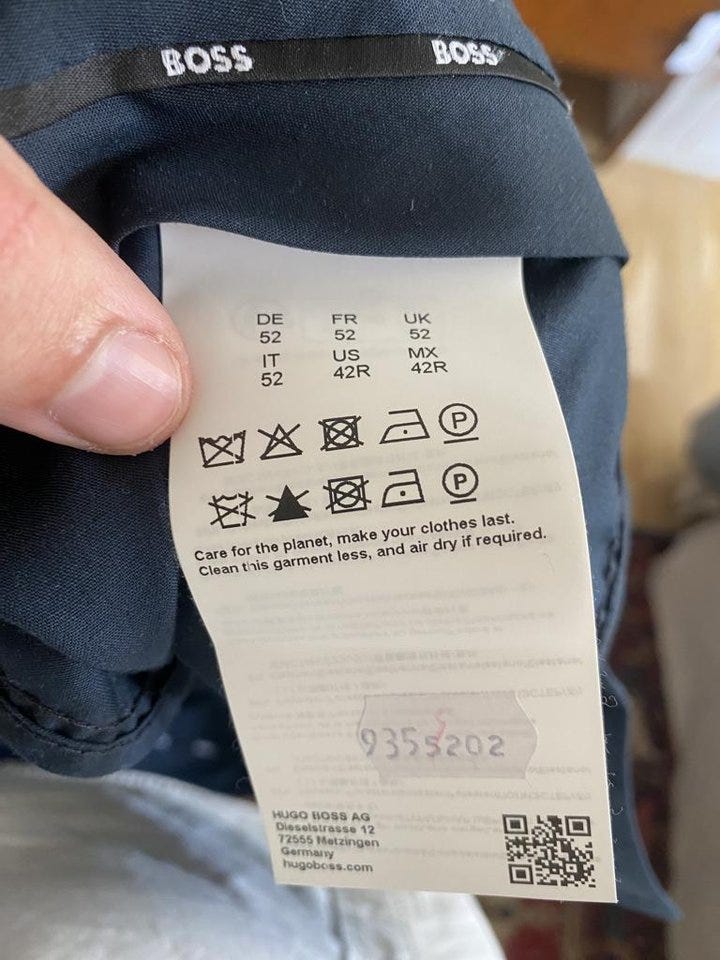 BOSS BOSS
DE FR UK
52 52 52
IT US MX
52 42R 42R
P
P
Care for the planet, make your clothes last.
Clean this garment less, and air dry if required.
9355202
HUGO BOSS AG
Dieselstrasse 12
72555 Metzingen
Germany
hugoboss.com